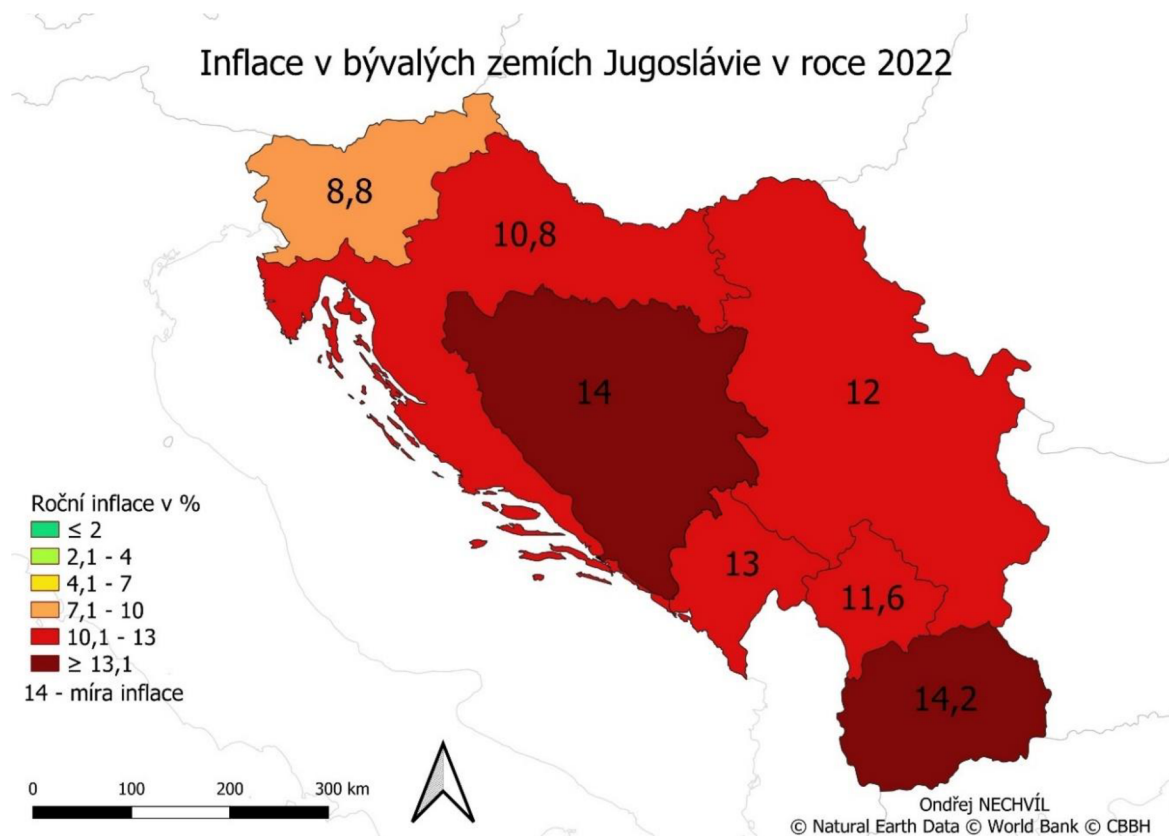 Inflace v bývalých zemích Jugoslávie v roce 2022
8,8
10,8
14
12
13
11,6
14,2
Roční inflace v %
≤ 2
2,1 - 4
4,1 - 7
7,1 - 10
10,1 - 13
≥ 13,1
14 - míra inflace
0 100 200 300 km
Ondřej NECHVÍL
© Natural Earth Data © World Bank © CBBH